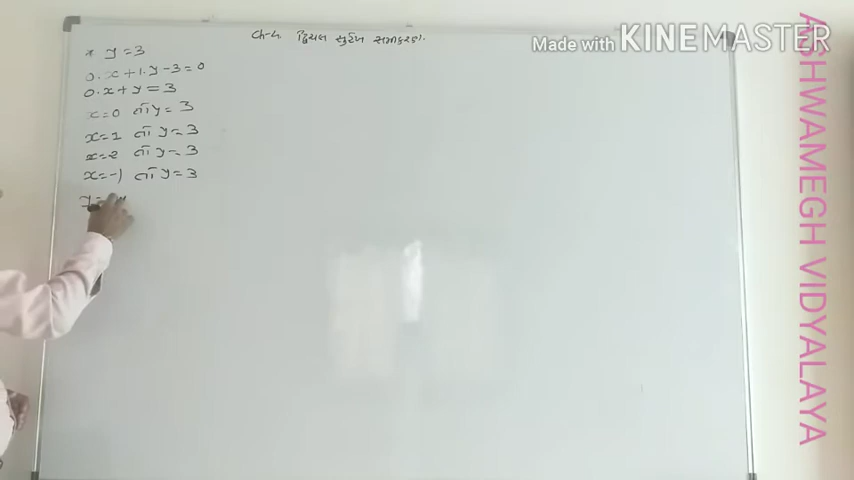 Ch-4. દ્વિચલ સુરેખ સમીકરણો.
Made with KINEMASTER
* y = 3
0.x + 1.y - 3 = 0
0.x + y = 3
x = 0 તો y = 3
x = 1 તો y = 3
x = 2 તો y = 3
x = -1 તો y = 3
y =
ASHWAMEGH VIDYALAYA